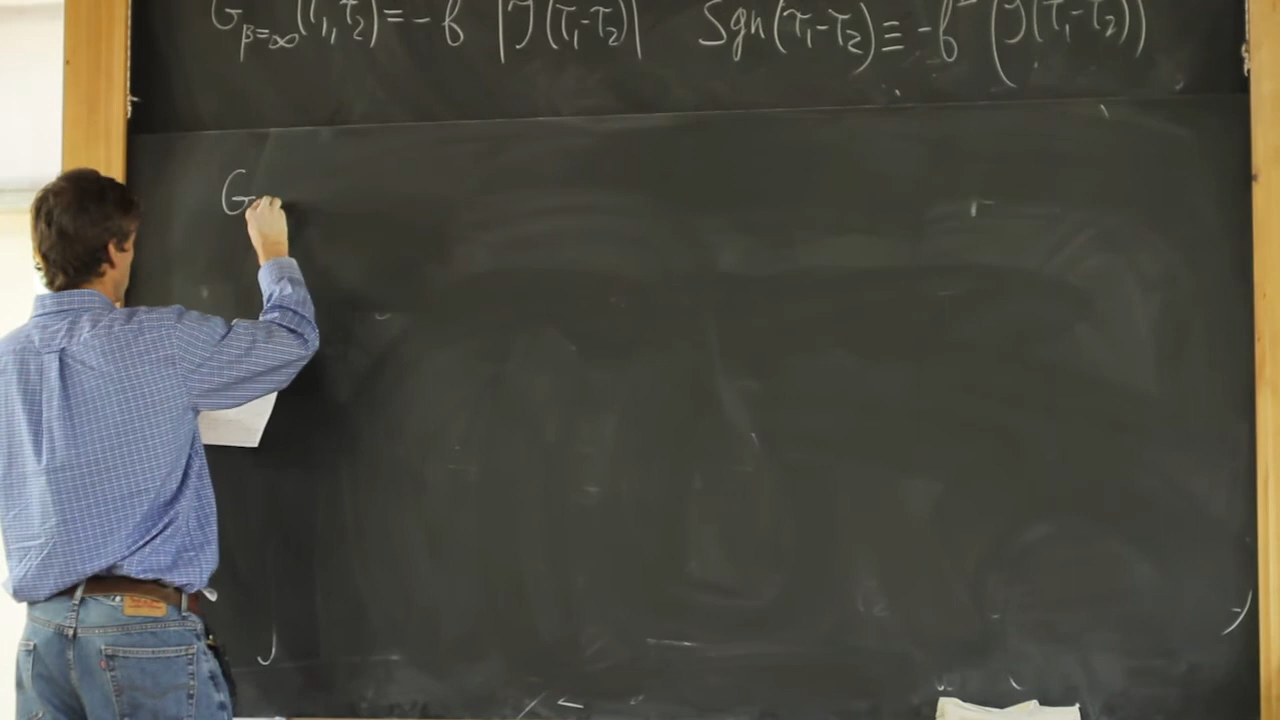 G_{β=∞}(τ₁,τ₂) = - b |J(τ₁-τ₂)| Sgn(τ₁-τ₂) ≡ -b (J(τ₁-τ₂))
G